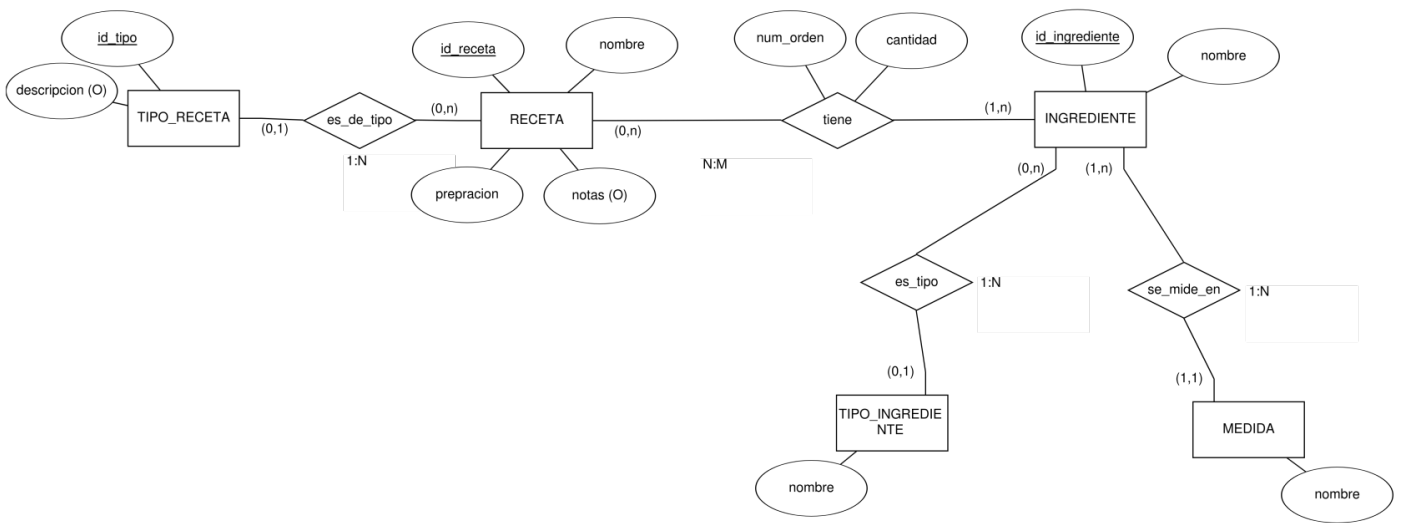 id_tipo
descripcion (O)
TIPO_RECETA
(0,1)
es_de_tipo
1:N
(0,n)
id_receta
nombre
RECETA
(0,n)
prepracion
notas (O)
num_orden
cantidad
tiene
N:M
(1,n)
id_ingrediente
nombre
INGREDIENTE
(0,n)
(1,n)
es_tipo
1:N
se_mide_en
1:N
(0,1)
(1,1)
TIPO_INGREDIE
NTE
MEDIDA
nombre
nombre